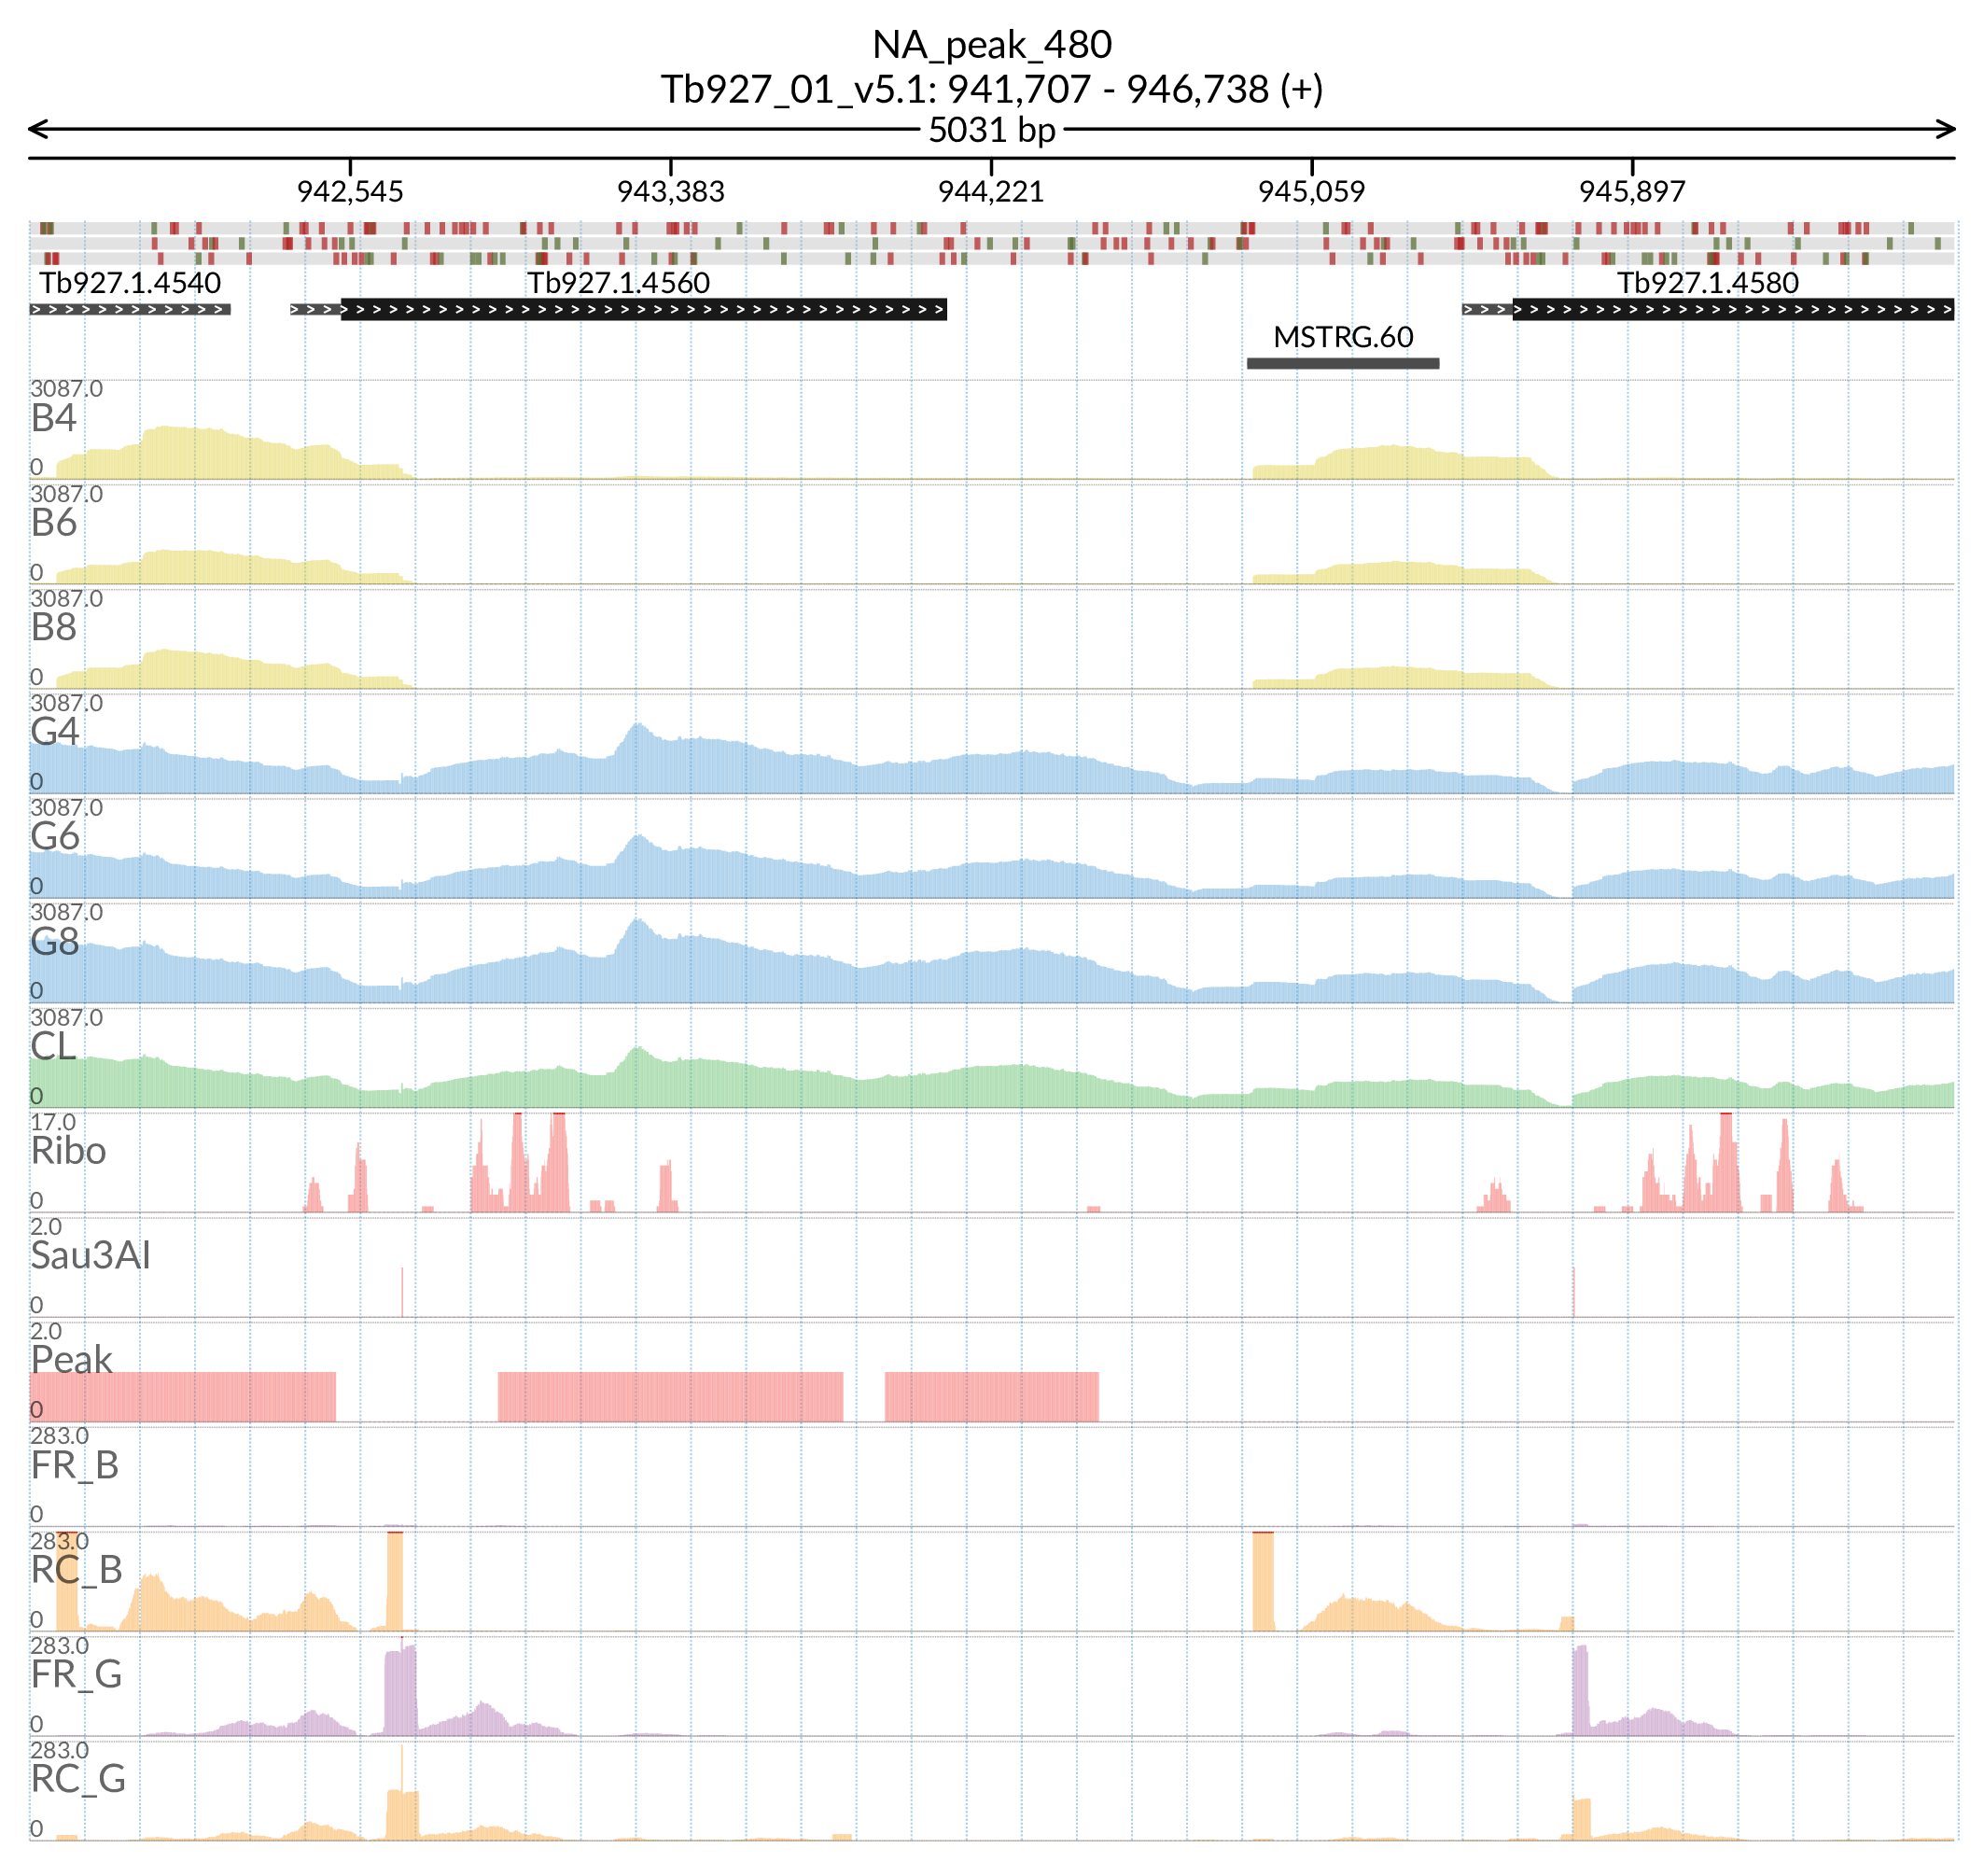 NA_peak_480
Tb927_01_v5.1: 941,707 - 946,738 (+)
5031 bp
942,545 943,383 944,221 945,059 945,897
Tb927.1.4540 Tb927.1.4560 Tb927.1.4580
MSTRG.60
3087.0
B4
0
3087.0
B6
0
3087.0
B8
0
3087.0
G4
0
3087.0
G6
0
3087.0
G8
0
3087.0
CL
0
17.0
Ribo
0
2.0
Sau3AI
0
2.0
Peak
0
283.0
FR_B
0
283.0
RC_B
0
283.0
FR_G
0
283.0
RC_G
0